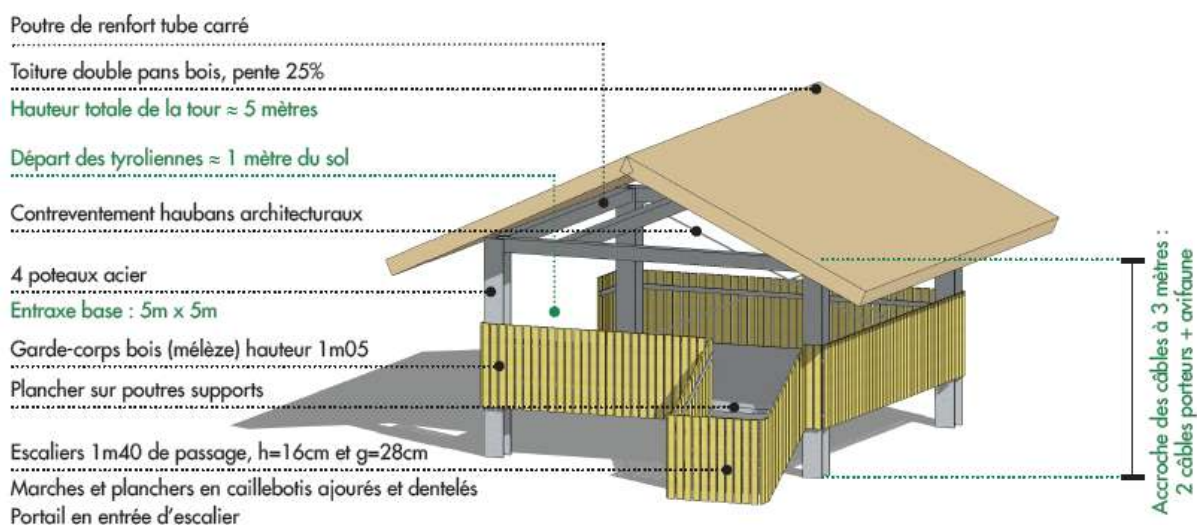 Poutre de renfort tube carré
Toiture double pans bois, pente 25%
Hauteur totale de la tour ≈ 5 mètres
Départ des tyroliennes ≈ 1 mètre du sol
Contreventement haubans architecturaux
4 poteaux acier
Entraxe base : 5m x 5m
Garde-corps bois (mélèze) hauteur 1m05
Plancher sur poutres supports
Escaliers 1m40 de passage, h=16cm et g=28cm
Marches et planchers en caillebotis ajourés et dentelés
Portail en entrée d'escalier
Accroche des câbles à 3 mètres :
2 câbles porteurs + avifaune